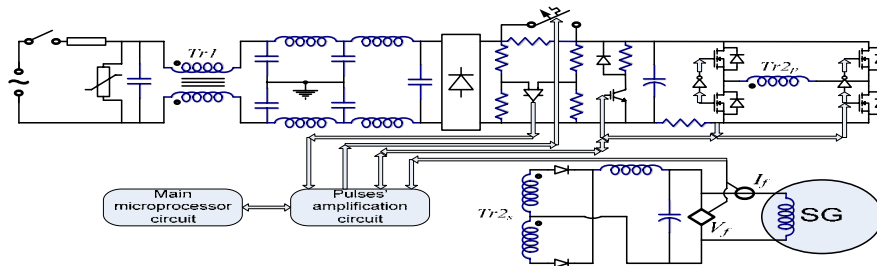 Tr1
Tr2p
Main
microprocessor
circuit
Pulses'
amplification
circuit
Tr2s
If
Vf
SG